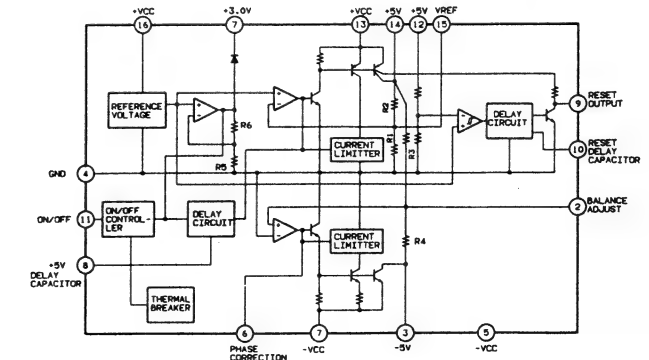 +VCC
16
+3.0V
7
+VCC
13
+5V
14
+5V
12
VREF
15
REFERENCE
VOLTAGE
R6
R5
R2
R1
R3
DELAY
CIRCUIT
9
RESET
OUTPUT
10
RESET
DELAY
CAPACITOR
CURRENT
LIMITTER
GND
4
ON/OFF
11
ON/OFF
CONTROL-
LER
DELAY
CIRCUIT
2
BALANCE
ADJUST
CURRENT
LIMITTER
R4
+5V
8
DELAY
CAPACITOR
THERMAL
BREAKER
6
PHASE
CORRECTION
7
-VCC
3
-5V
5
-VCC